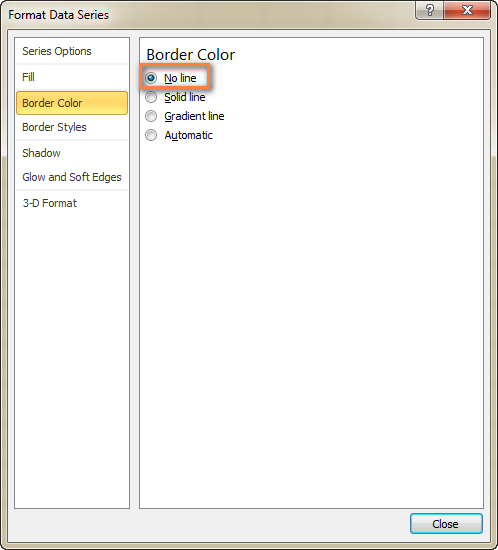 Format Data Series
?
Series Options
Fill
Border Color
Border Styles
Shadow
Glow and Soft Edges
3-D Format
Border Color
No line
Solid line
Gradient line
Automatic
Close